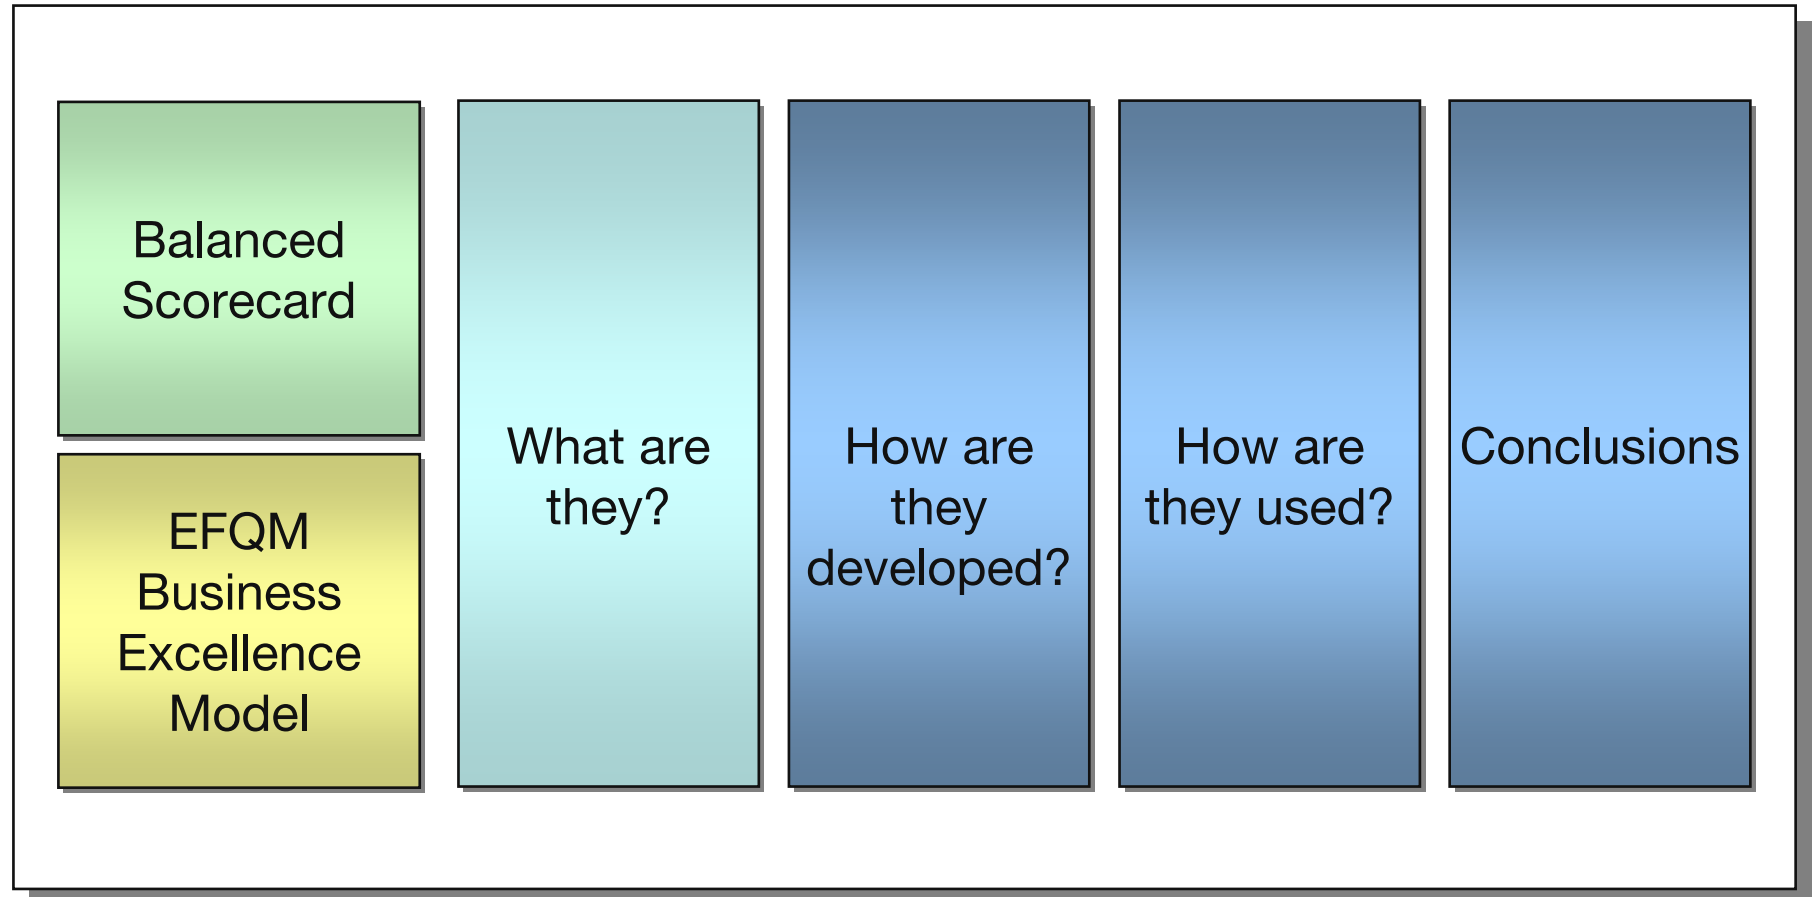 Balanced
Scorecard
EFQM
Business
Excellence
Model
What are
they?
How are
they
developed?
How are
they used?
Conclusions